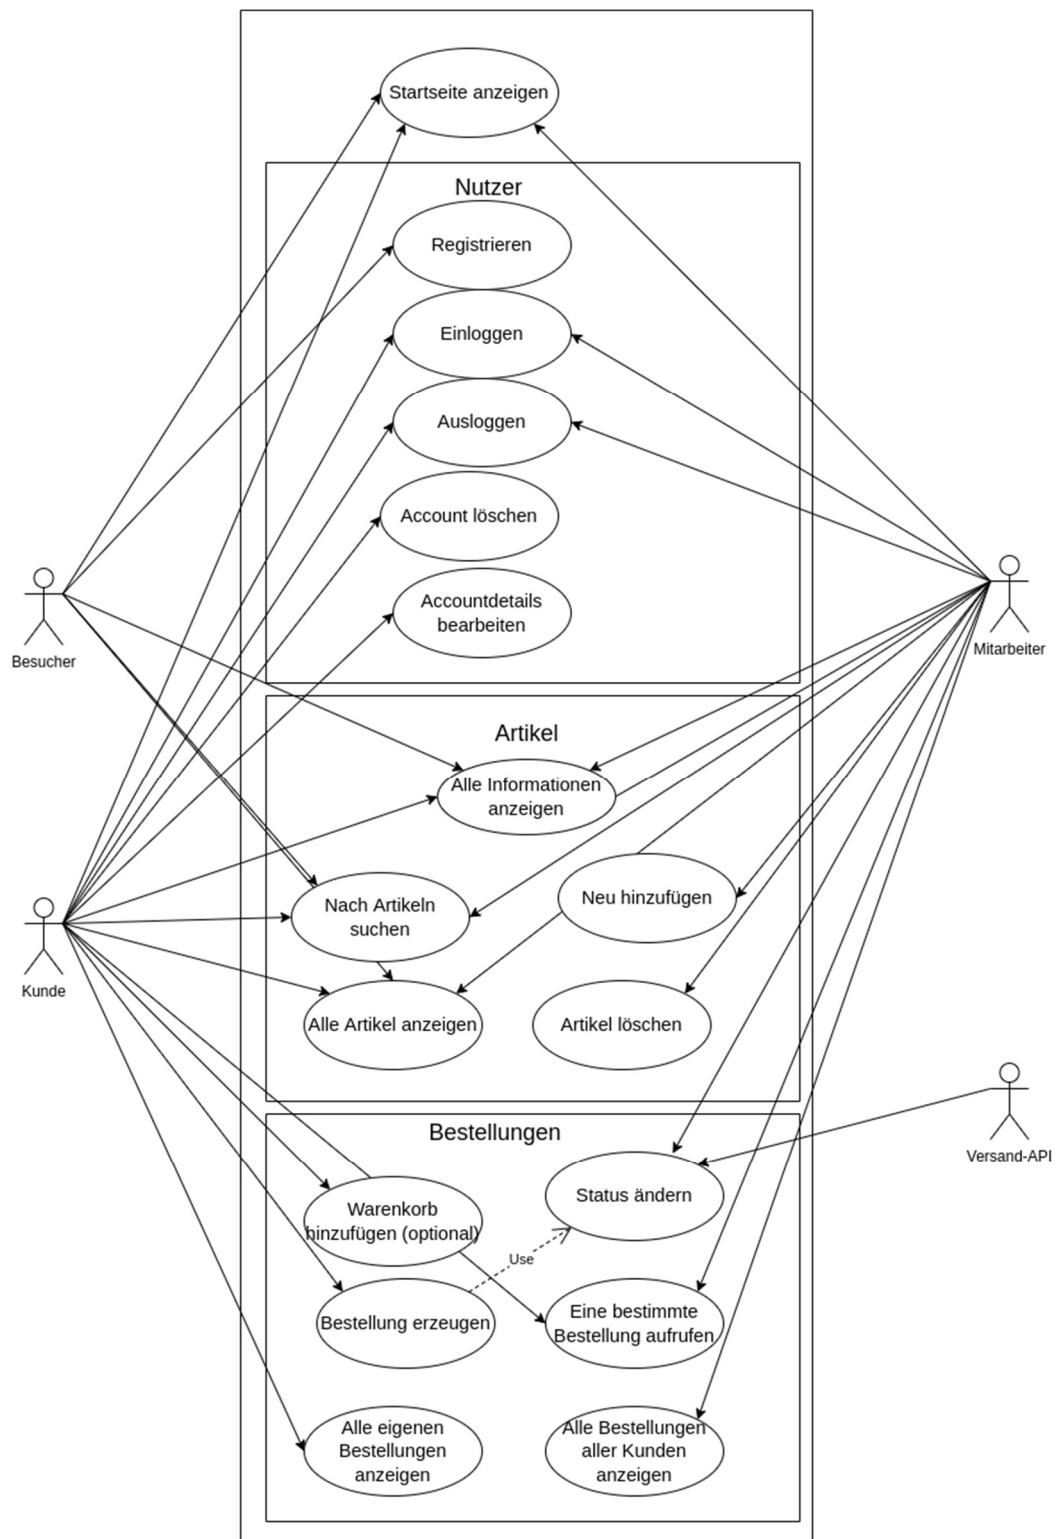 Startseite anzeigen
Nutzer
Registrieren
Einloggen
Ausloggen
Account löschen
Accountdetails
bearbeiten
Besucher
Mitarbeiter
Artikel
Alle Informationen
anzeigen
Nach Artikeln
suchen
Neu hinzufügen
Kunde
Alle Artikel anzeigen
Artikel löschen
Versand-API
Bestellungen
Warenkorb
hinzufügen (optional)
Status ändern
Use
Bestellung erzeugen
Eine bestimmte
Bestellung aufrufen
Alle eigenen
Bestellungen
anzeigen
Alle Bestellungen
aller Kunden
anzeigen